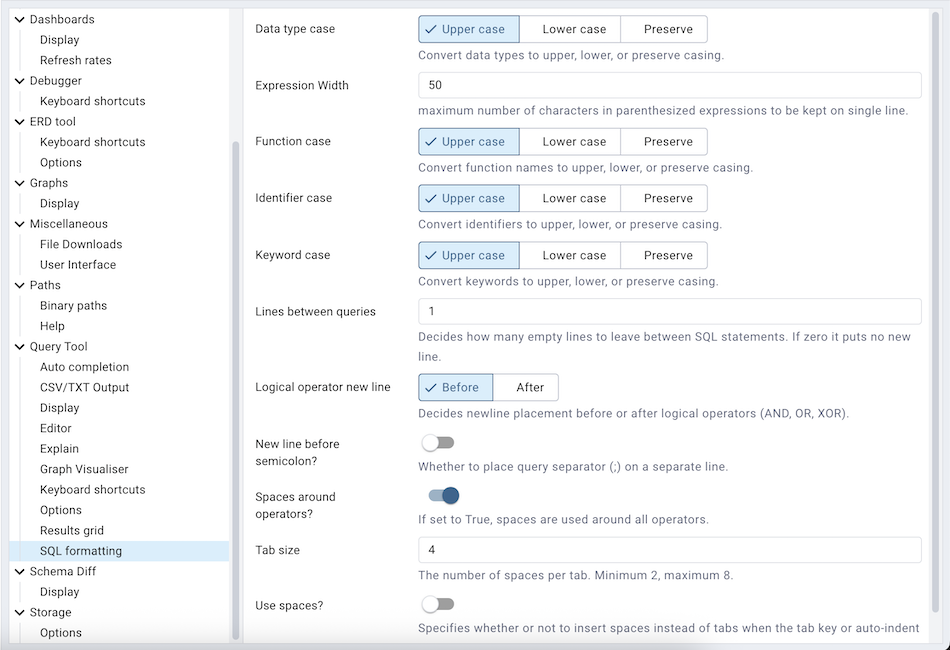 Dashboards
Display
Refresh rates
Debugger
Keyboard shortcuts
ERD tool
Keyboard shortcuts
Options
Graphs
Display
Miscellaneous
File Downloads
User Interface
Paths
Binary paths
Help
Query Tool
Auto completion
CSV/TXT Output
Display
Editor
Explain
Graph Visualiser
Keyboard shortcuts
Options
Results grid
SQL formatting
Schema Diff
Display
Storage
Options
Data type case
Upper case Lower case Preserve
Convert data types to upper, lower, or preserve casing.
Expression Width
50
maximum number of characters in parenthesized expressions to be kept on single line.
Function case
Upper case Lower case Preserve
Convert function names to upper, lower, or preserve casing.
Identifier case
Upper case Lower case Preserve
Convert identifiers to upper, lower, or preserve casing.
Keyword case
Upper case Lower case Preserve
Convert keywords to upper, lower, or preserve casing.
Lines between queries
1
Decides how many empty lines to leave between SQL statements. If zero it puts no new
line.
Logical operator new line
Before After
Decides newline placement before or after logical operators (AND, OR, XOR).
New line before
semicolon?
Whether to place query separator (;) on a separate line.
Spaces around
operators?
If set to True, spaces are used around all operators.
Tab size
4
The number of spaces per tab. Minimum 2, maximum 8.
Use spaces?
Specifies whether or not to insert spaces instead of tabs when the tab key or auto-indent